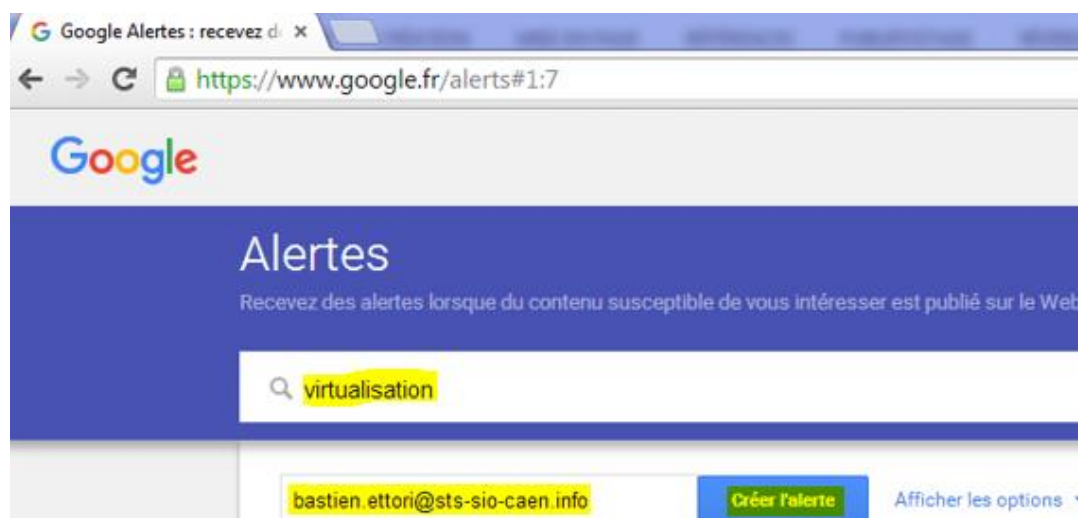 Google Alertes : recevez d
https://www.google.fr/alerts#1:7
Google
Alertes
Recevez des alertes lorsque du contenu susceptible de vous intéresser est publié sur le Web
virtualisation
bastien.ettori@sts-sio-caen.info Créer l'alerte Afficher les options